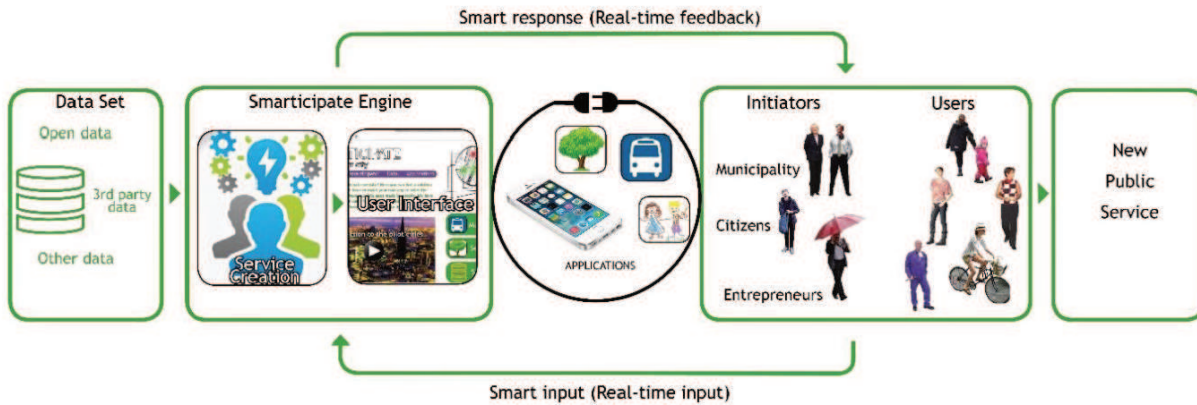 Smart response (Real-time feedback)
Data Set
Open data
3rd party
data
Other data
Smarticipate Engine
Service
Creation
User Interface
APPLICATIONS
Initiators
Municipality
Citizens
Entrepreneurs
Users
New
Public
Service
Smart input (Real-time input)